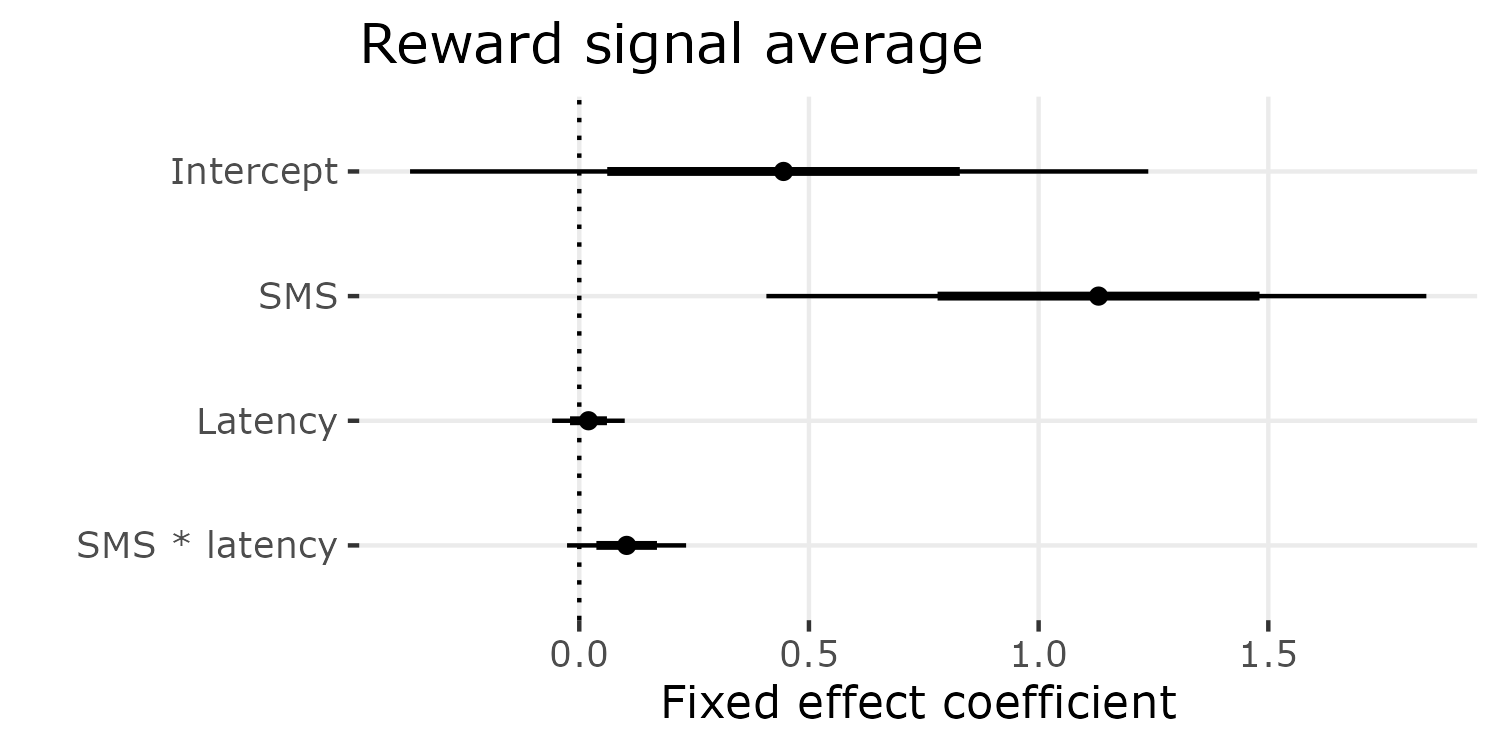 Reward signal average
Intercept
SMS
Latency
SMS * latency
0.0 0.5 1.0 1.5
Fixed effect coefficient